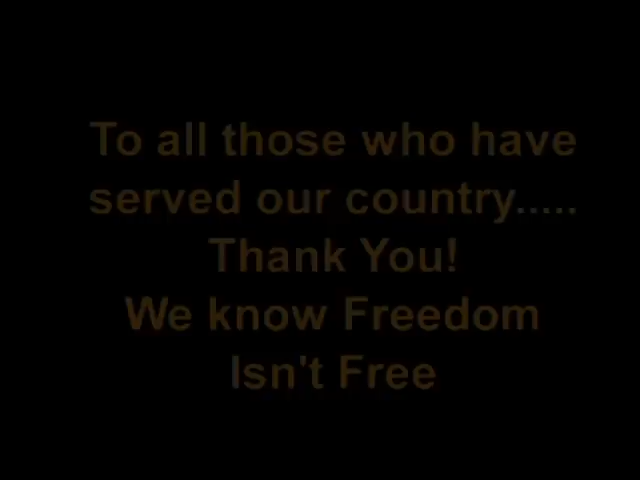 To all those who have
served our country.....
Thank You!
We know Freedom
Isn't Free